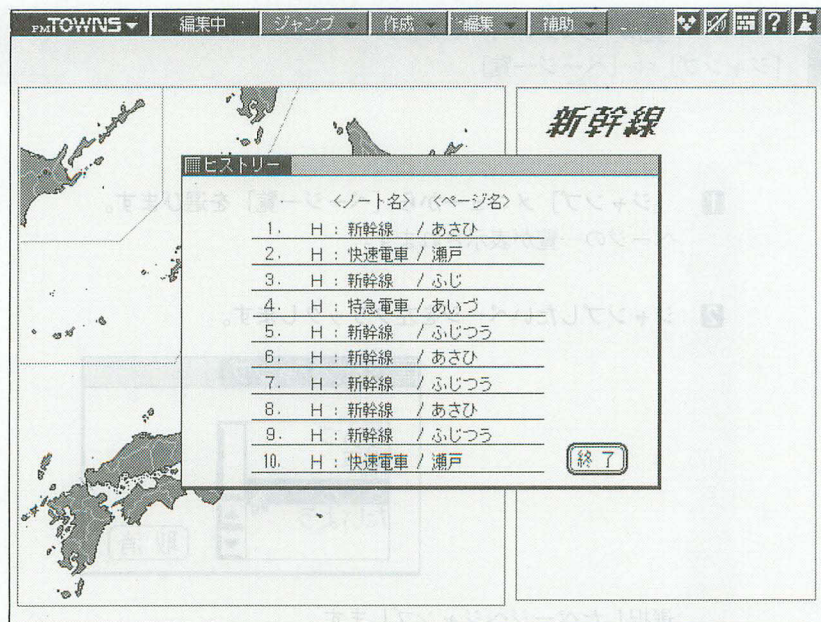 FM TOWNS 編集中 ジャンプ 作成 編集 補助 ?
新幹線
ヒストリー
<ノート名> <ページ名>
1. H : 新幹線 / あさひ
2. H : 快速電車 / 瀬戸
3. H : 新幹線 / ふじ
4. H : 特急電車 / あいづ
5. H : 新幹線 / ふじつう
6. H : 新幹線 / あさひ
7. H : 新幹線 / ふじつう
8. H : 新幹線 / あさひ
9. H : 新幹線 / ふじつう
10. H : 快速電車 / 瀬戸
終了